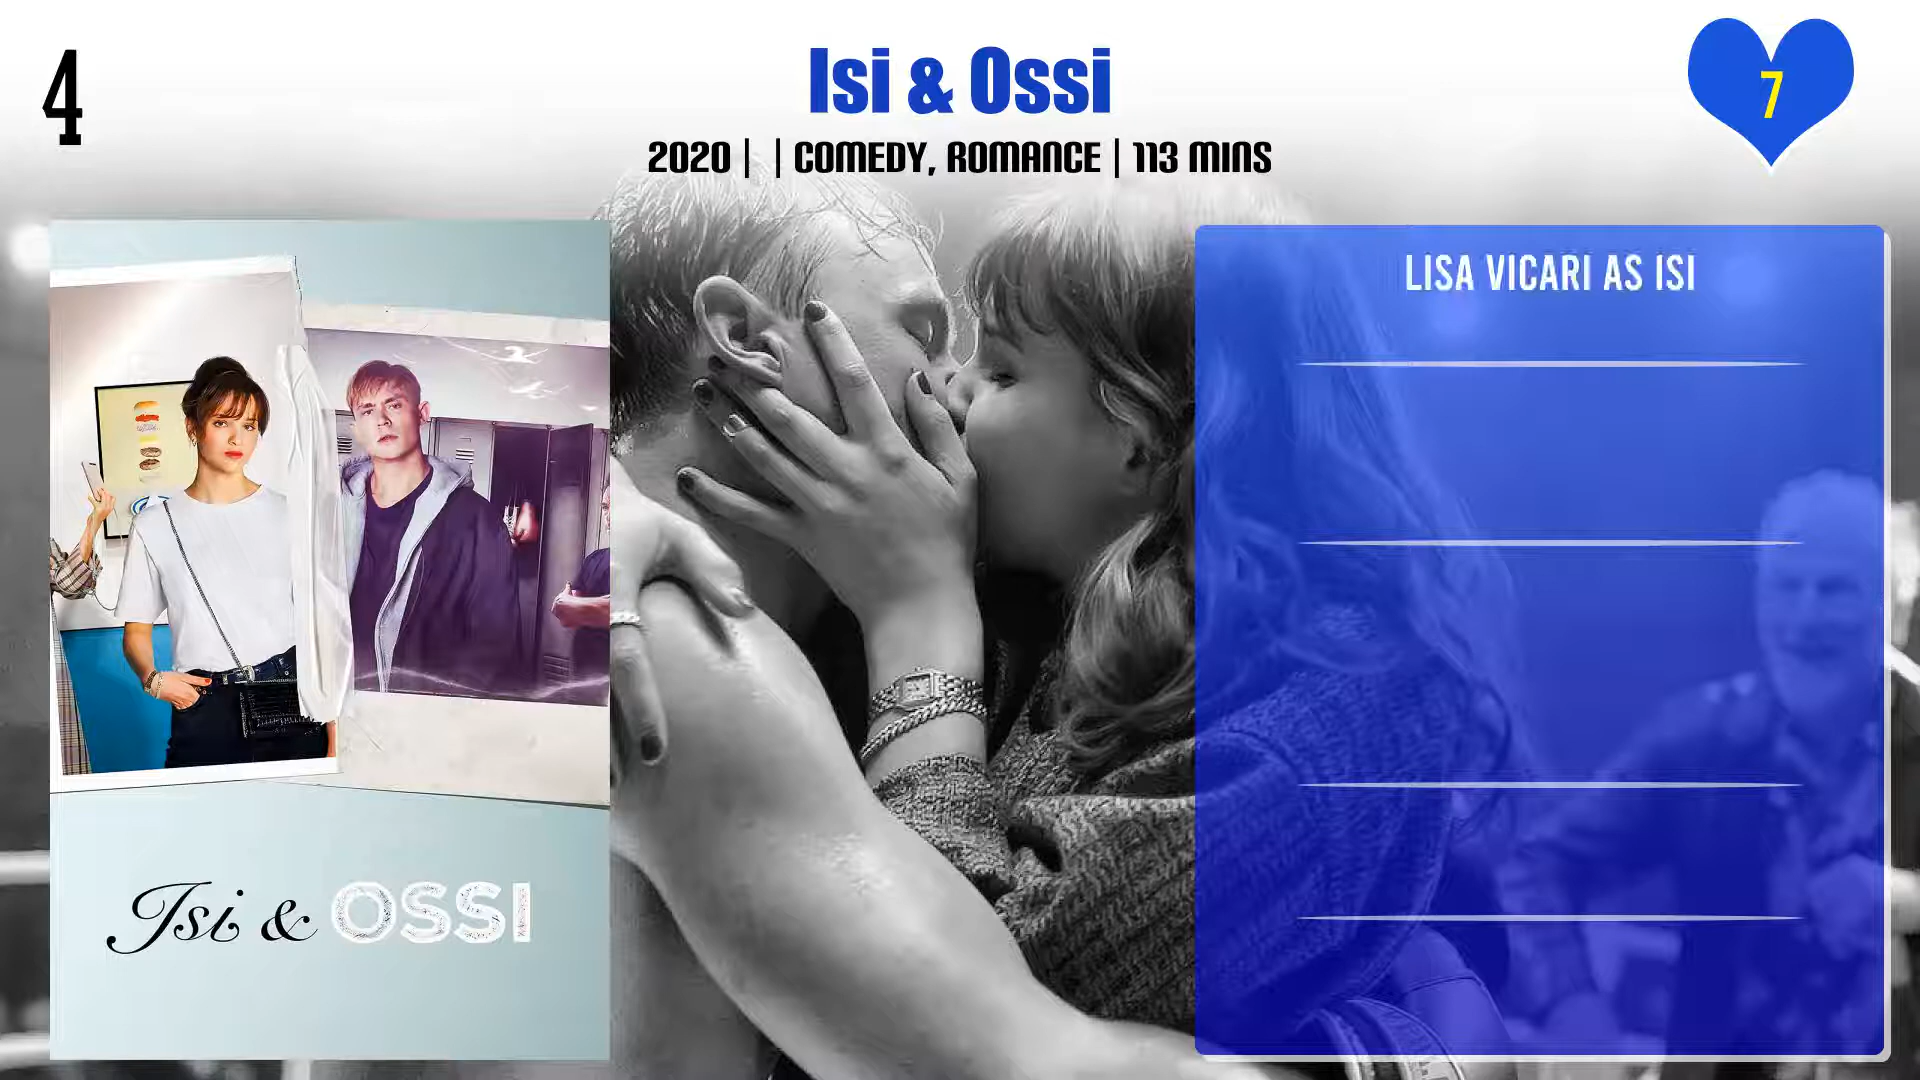 4
Isi & Ossi
7
2020 | | COMEDY, ROMANCE | 113 MINS
LISA VICARI AS ISI
Isi & OSSI